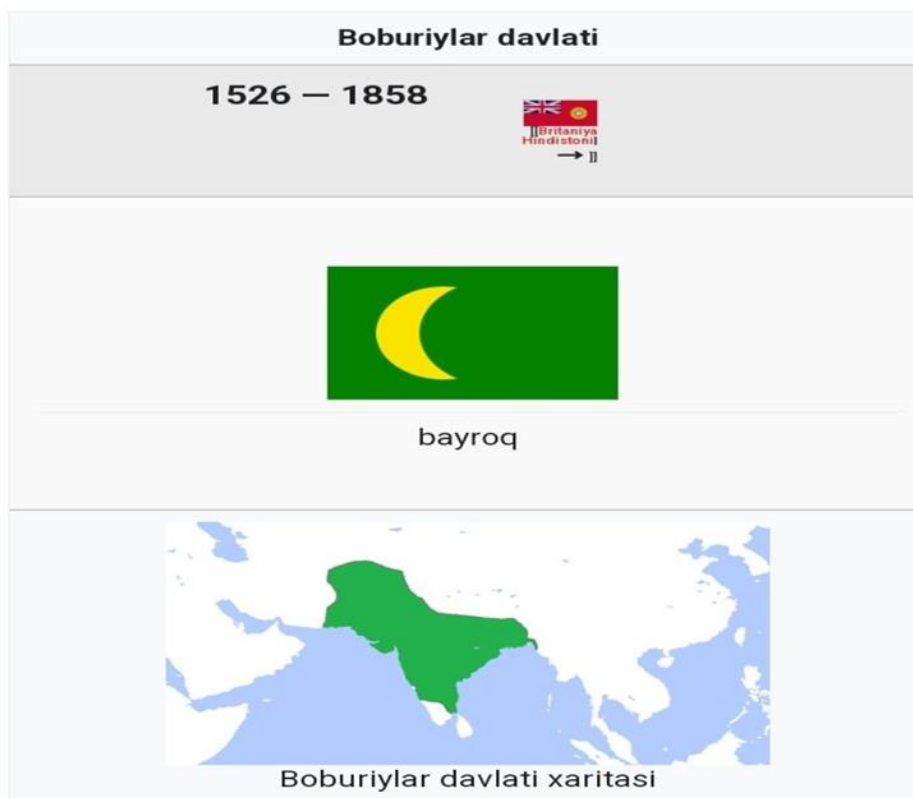 Boburiylar davlati
1526 — 1858
]]Britaniya
Hindistoni|
→ ]]
bayroq
Boburiylar davlati xaritasi